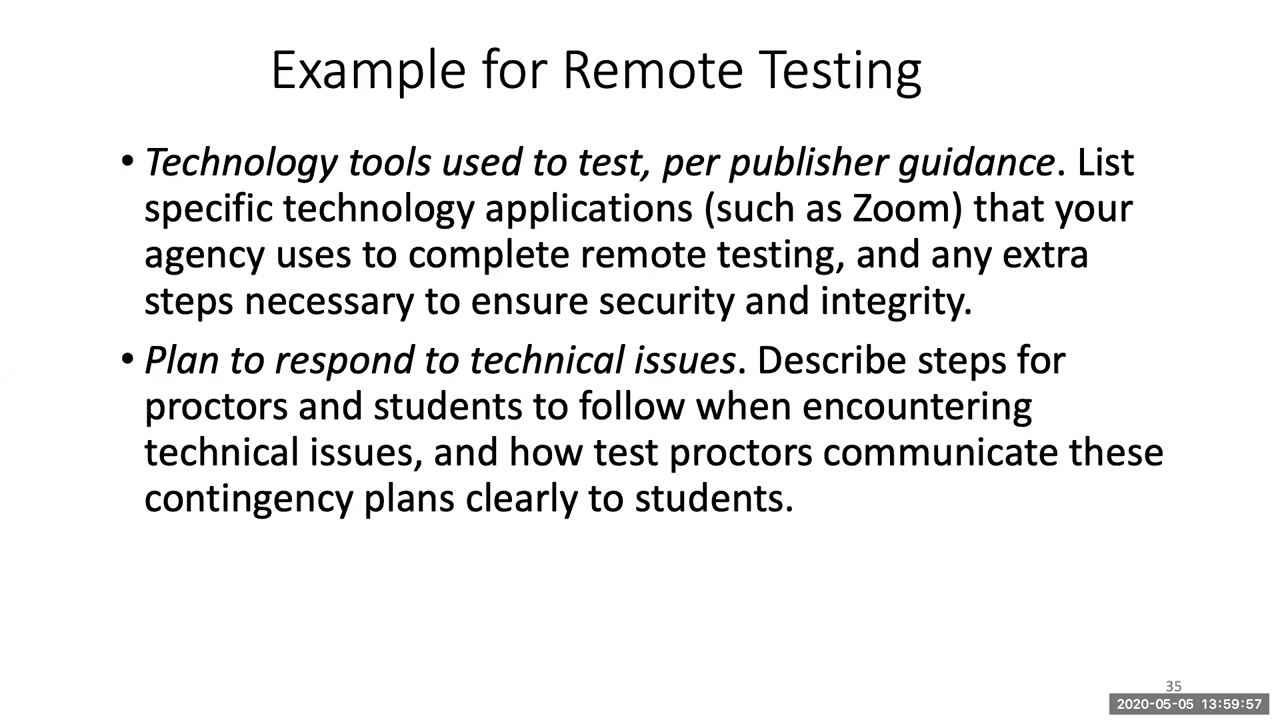 Example for Remote Testing
• Technology tools used to test, per publisher guidance. List
specific technology applications (such as Zoom) that your
agency uses to complete remote testing, and any extra
steps necessary to ensure security and integrity.
• Plan to respond to technical issues. Describe steps for
proctors and students to follow when encountering
technical issues, and how test proctors communicate these
contingency plans clearly to students.
35
2020-05-05 13:59:57